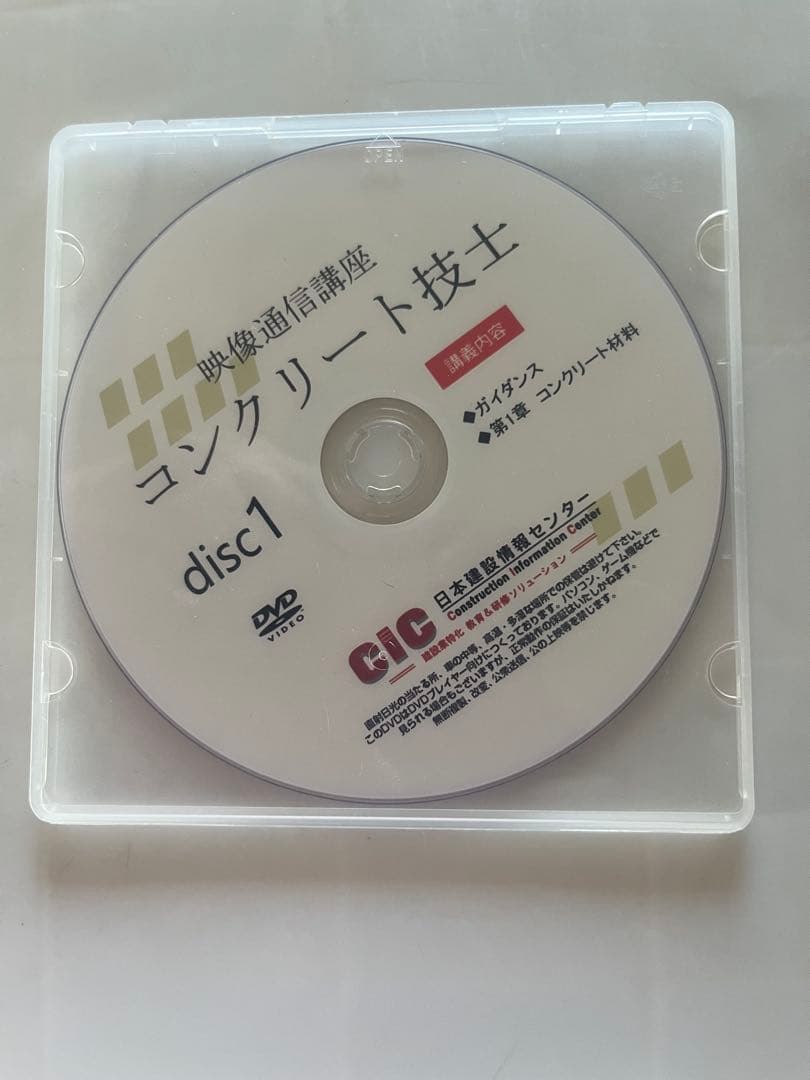 OPEN
映像通信講座
コンクリート技士
disc1
DVD
VIDEO
講義内容
◆ガイダンス
◆第1章 コンクリート材料
CIC
日本建設情報センター
Construction Information Center
建設業特化 教育&研修ソリューション
直射日光の当たる所、車の中等、高温、多湿な場所での保管は避けて下さい。
このDVDはDVDプレイヤー向けにつくっております。パソコン、ゲーム機などで
見られる場合もございますが、正常動作の保証はいたしかねます。
無断複製、改変、公衆送信、公の上映等を禁じます。